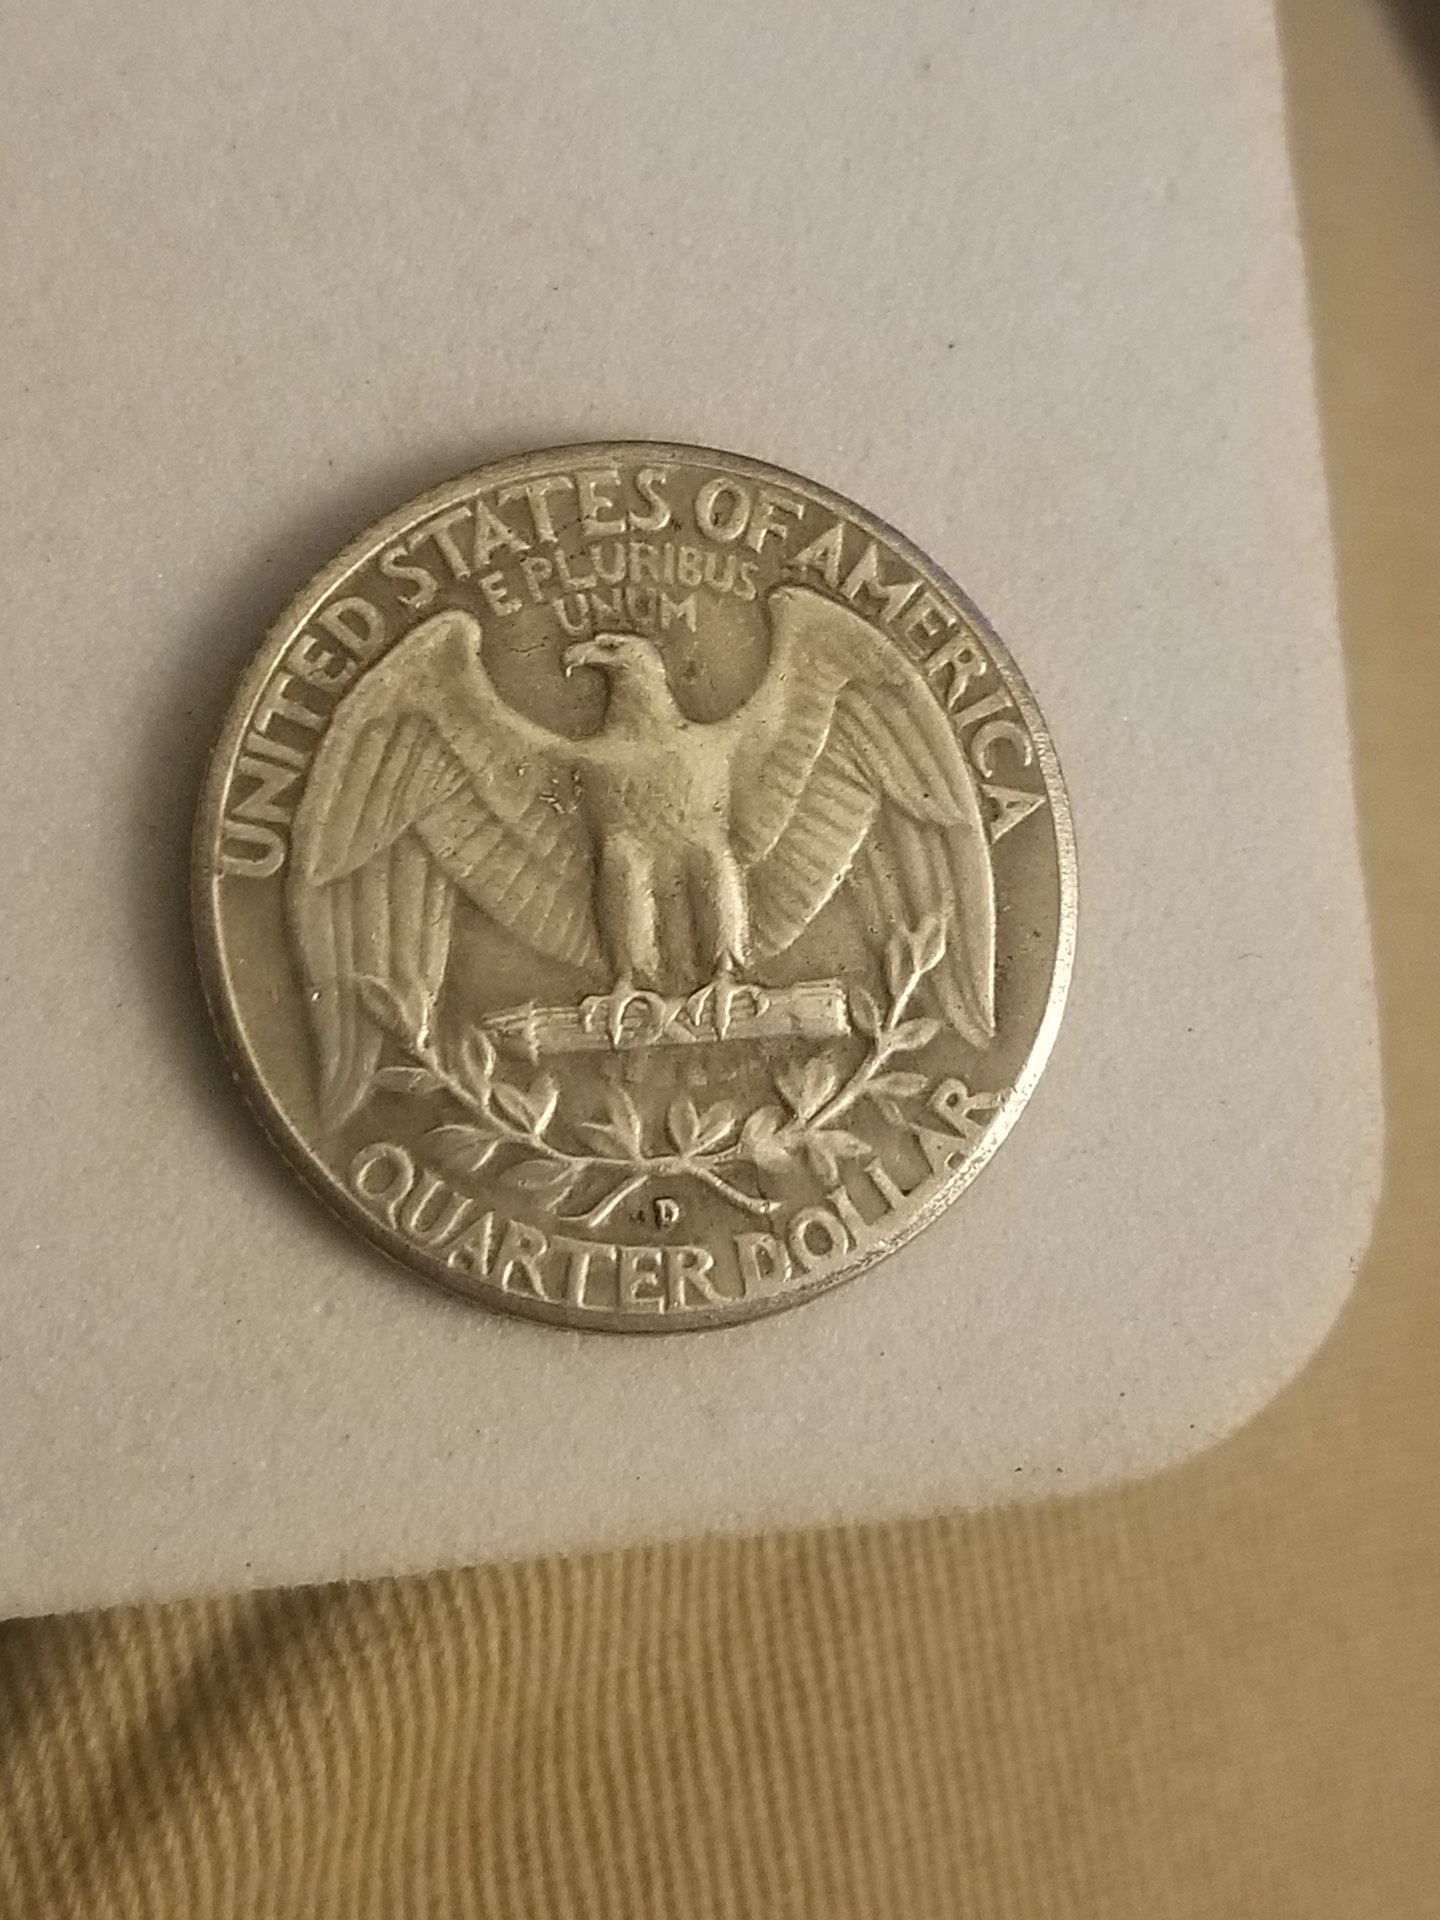 UNITED STATES OF AMERICA
E PLURIBUS
UNUM
D
QUARTER DOLLAR